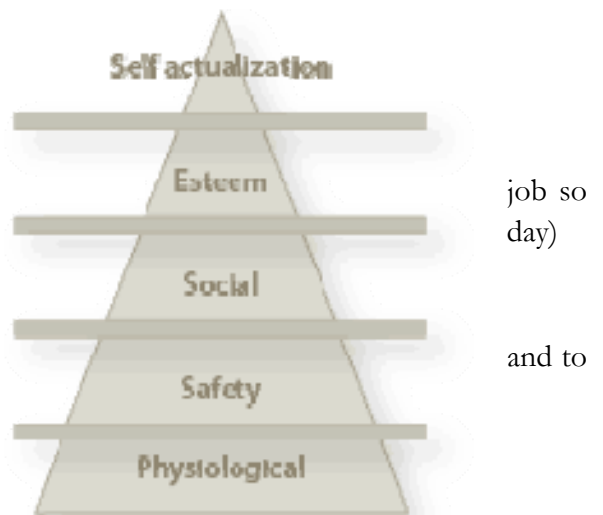 Self actualization
Esteem
job so
day)
Social
and to
Safety
Physiological